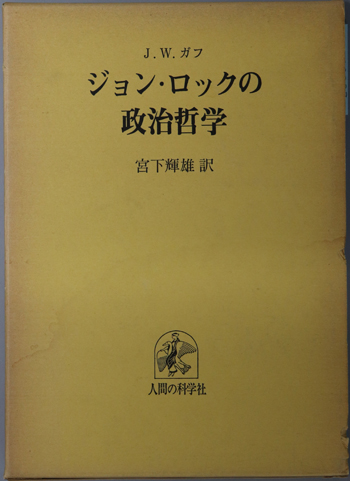 J.W.ガフ
ジョン・ロックの
政治哲学
宮下輝雄 訳
人間の科学社